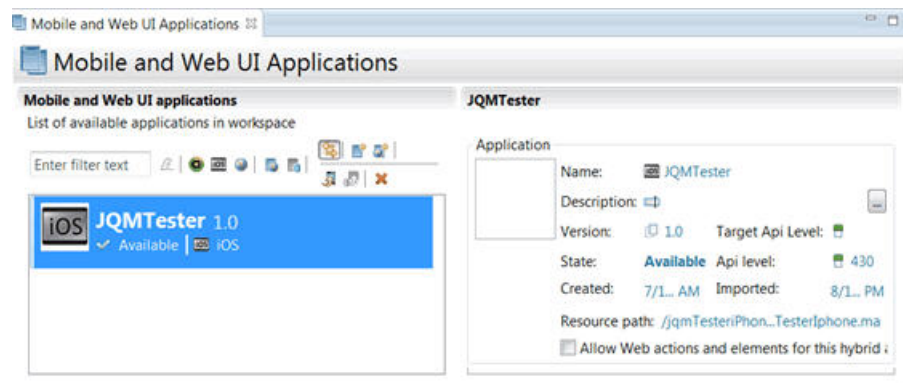 Mobile and Web UI Applications
Mobile and Web UI Applications
Mobile and Web UI applications
List of available applications in workspace
Enter filter text
iOS
JQMTester 1.0
Available
iOS
JQMTester
Application
Name: JQMTester
Description:
Version: 1.0 Target Api Level:
State: Available Api level: 430
Created: 7/1... AM Imported: 8/1... PM
Resource path: /jqmTesteriPhon...TesterIphone.ma
Allow Web actions and elements for this hybrid